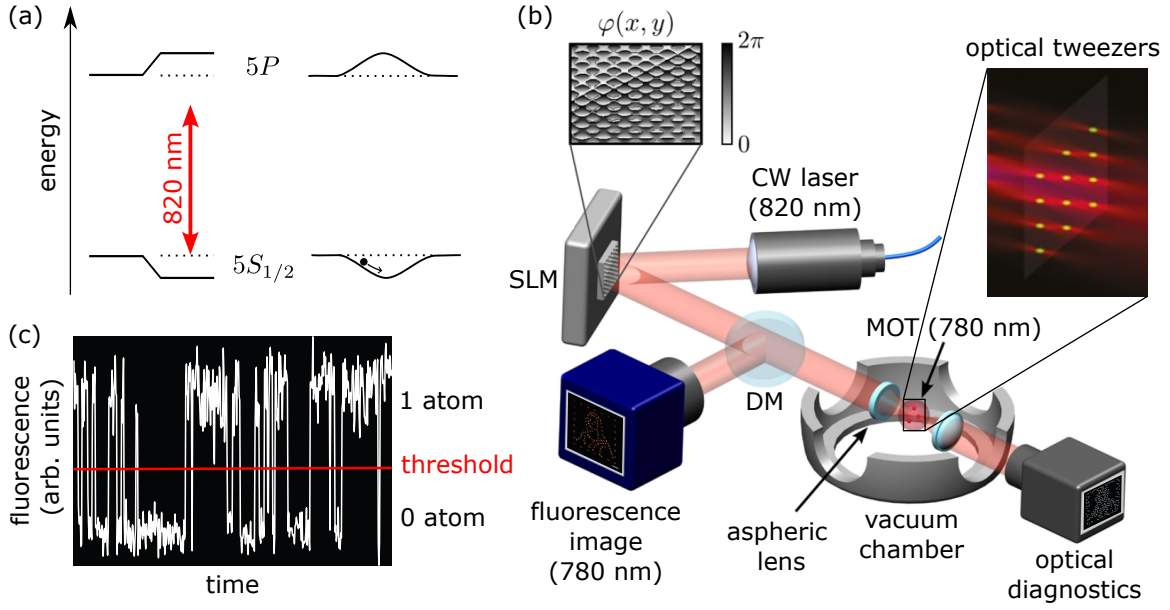 (a)
energy
5P
820 nm
5S1/2
(b)
φ(x, y)
2π
0
optical tweezers
CW laser
(820 nm)
SLM
MOT (780 nm)
DM
fluorescence
image
(780 nm)
aspheric
lens
vacuum
chamber
optical
diagnostics
(c)
fluorescence
(arb. units)
1 atom
threshold
0 atom
time